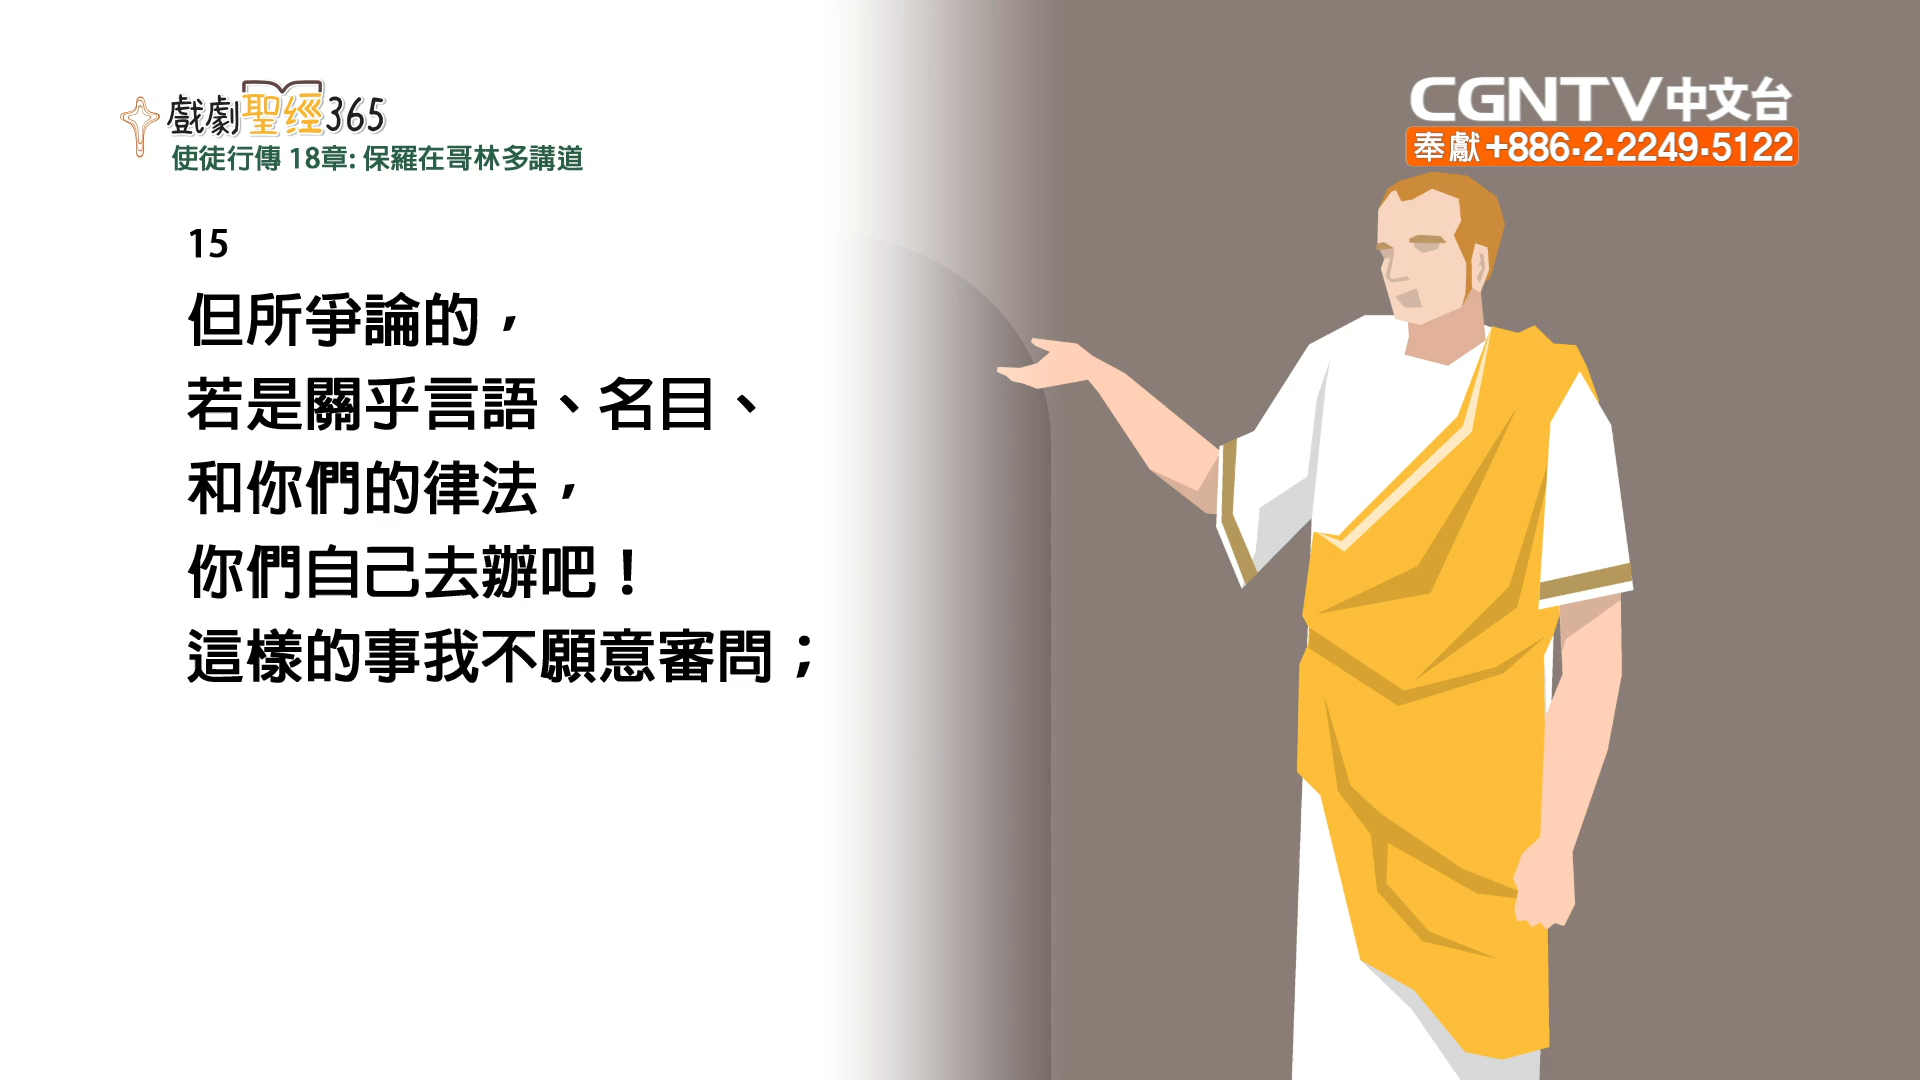 戲劇聖經365
使徒行傳 18章: 保羅在哥林多講道
CGNTV中文台
奉獻 +886·2·2249·5122
15
但所爭論的，
若是關乎言語、名目、
和你們的律法，
你們自己去辦吧！
這樣的事我不願意審問；